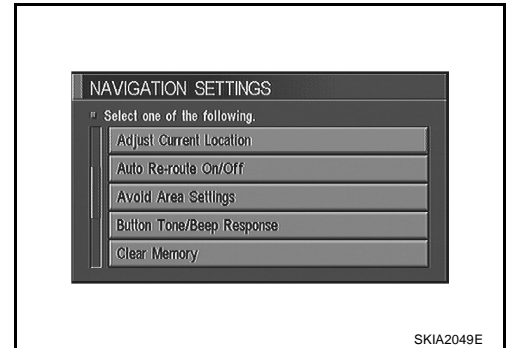 NAVIGATION SETTINGS
Select one of the following.
Adjust Current Location
Auto Re-route On/Off
Avoid Area Settings
Button Tone/Beep Response
Clear Memory
SKIA2049E